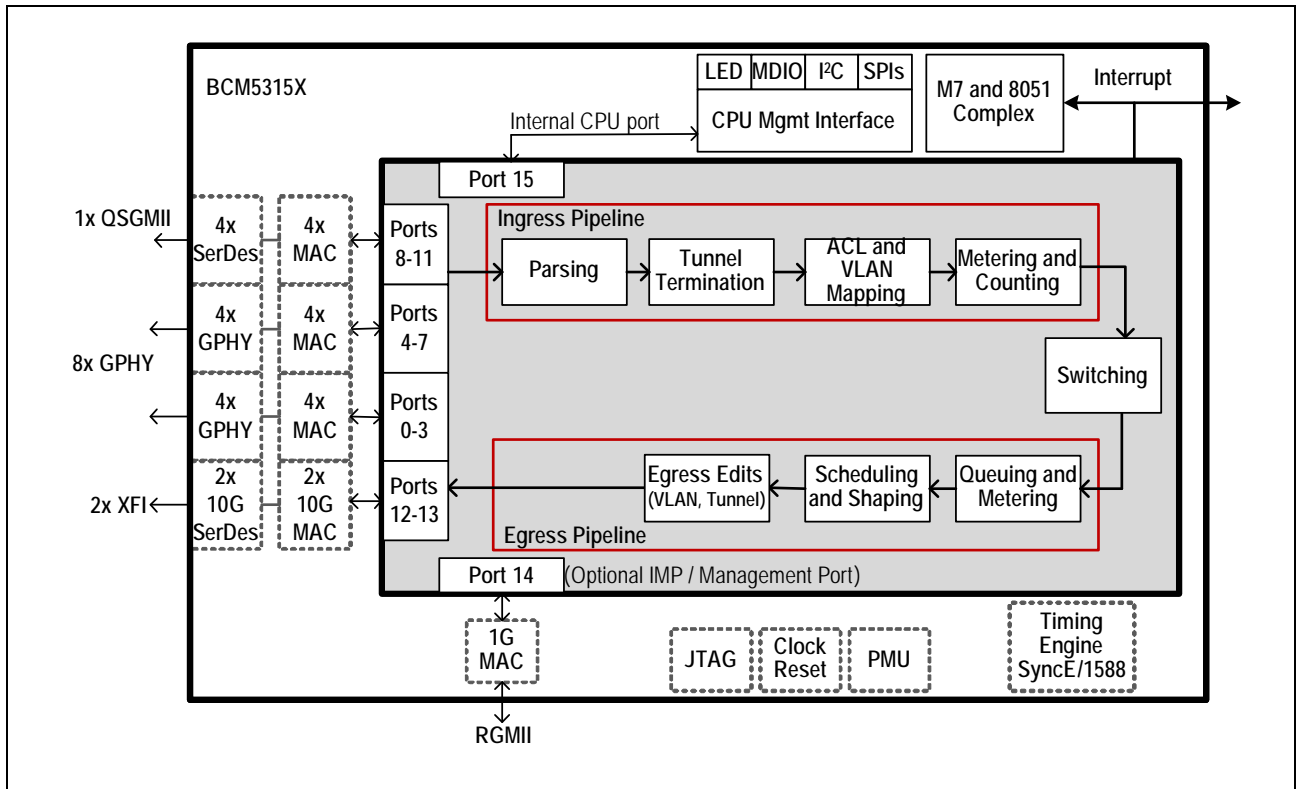 BCM5315X
LED MDIO I²C SPIs
CPU Mgmt Interface
M7 and 8051
Complex
Interrupt
Internal CPU port
Port 15
1x QSGMII
4x
SerDes
4x
MAC
Ports
8-11
Ingress Pipeline
Parsing
Tunnel
Termination
ACL and
VLAN
Mapping
Metering and
Counting
8x GPHY
4x
GPHY
4x
MAC
Ports
4-7
Switching
4x
GPHY
4x
MAC
Ports
0-3
2x XFI
2x
10G
SerDes
2x
10G
MAC
Ports
12-13
Egress Edits
(VLAN, Tunnel)
Scheduling
and Shaping
Queuing and
Metering
Egress Pipeline
Port 14
(Optional IMP / Management Port)
1G
MAC
RGMII
JTAG
Clock
Reset
PMU
Timing
Engine
SyncE/1588